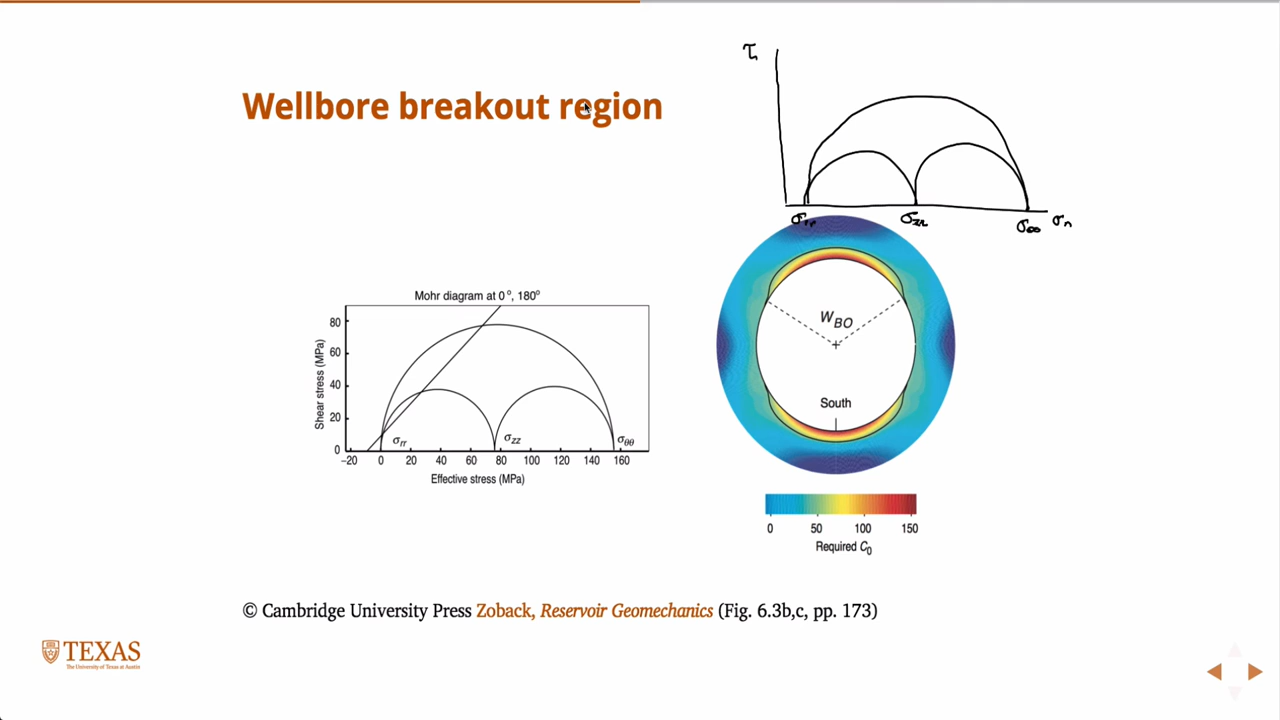 Wellbore breakout region
τ
σrr
σzz
σθθ
σn
Mohr diagram at 0°, 180°
Shear stress (MPa)
80
60
40
20
0
σrr
σzz
σθθ
−20 0 20 40 60 80 100 120 140 160
Effective stress (MPa)
WBO
+
South
0 50 100 150
Required C0
© Cambridge University Press Zoback, Reservoir Geomechanics (Fig. 6.3b,c, pp. 173)
TEXAS
The University of Texas at Austin